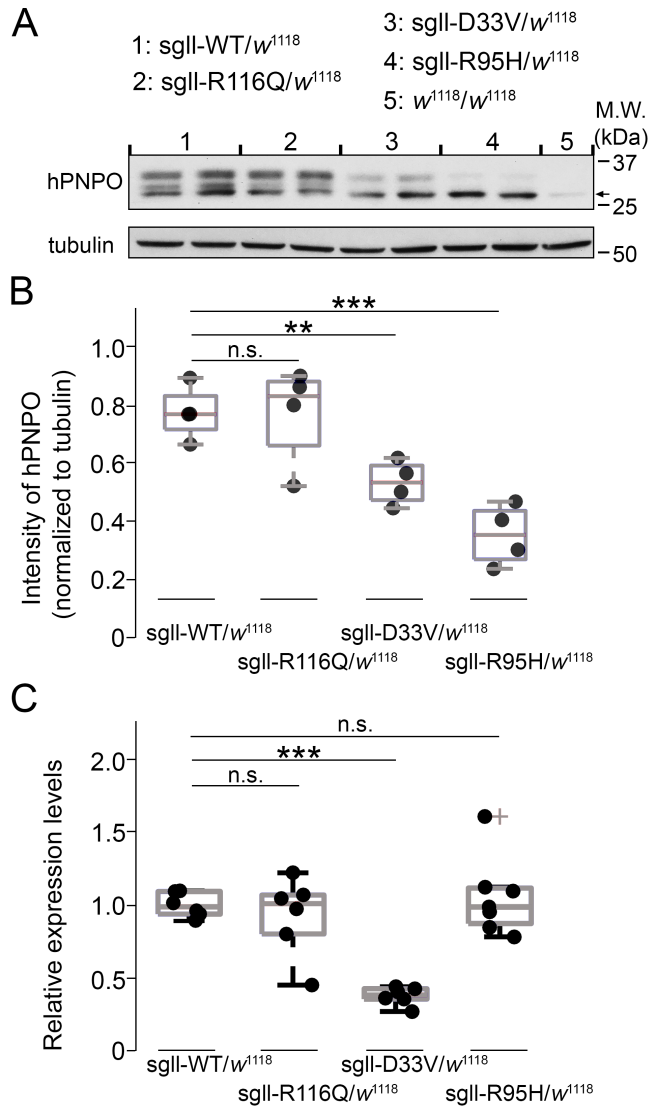 A
1: sgll-WT/w1118
2: sgll-R116Q/w1118
3: sgll-D33V/w1118
4: sgll-R95H/w1118
5: w1118/w1118
M.W.
(kDa)
1 2 3 4 5
hPNPO
37
25
tubulin
50
B
***
**
n.s.
Intensity of hPNPO
(normalized to tubulin)
1.0
0.8
0.6
0.4
0.2
0
sgll-WT/w1118 sgll-D33V/w1118
sgll-R116Q/w1118 sgll-R95H/w1118
C
n.s.
***
n.s.
Relative expression levels
2.0
1.5
1.0
0.5
0
sgll-WT/w1118 sgll-D33V/w1118
sgll-R116Q/w1118 sgll-R95H/w1118